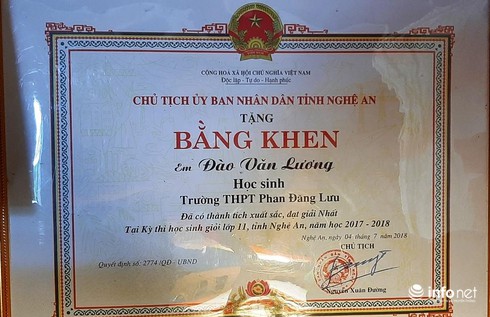 CỘNG HOÀ XÃ HỘI CHỦ NGHĨA VIỆT NAM
Độc lập - Tự do - Hạnh phúc
CHỦ TỊCH ỦY BAN NHÂN DÂN TỈNH NGHỆ AN
TẶNG
BẰNG KHEN
Em Đào Văn Lương
Học sinh
Trường THPT Phan Đăng Lưu
Đã có thành tích xuất sắc, đạt giải Nhất
Tại Kỳ thi học sinh giỏi lớp 11, tỉnh Nghệ An, năm học 2017 - 2018
Nghệ An, ngày 04 tháng 7 năm 2018
CHỦ TỊCH
Quyết định số: 2774 /QĐ - UBND
Nguyễn Xuân Đường
infonet